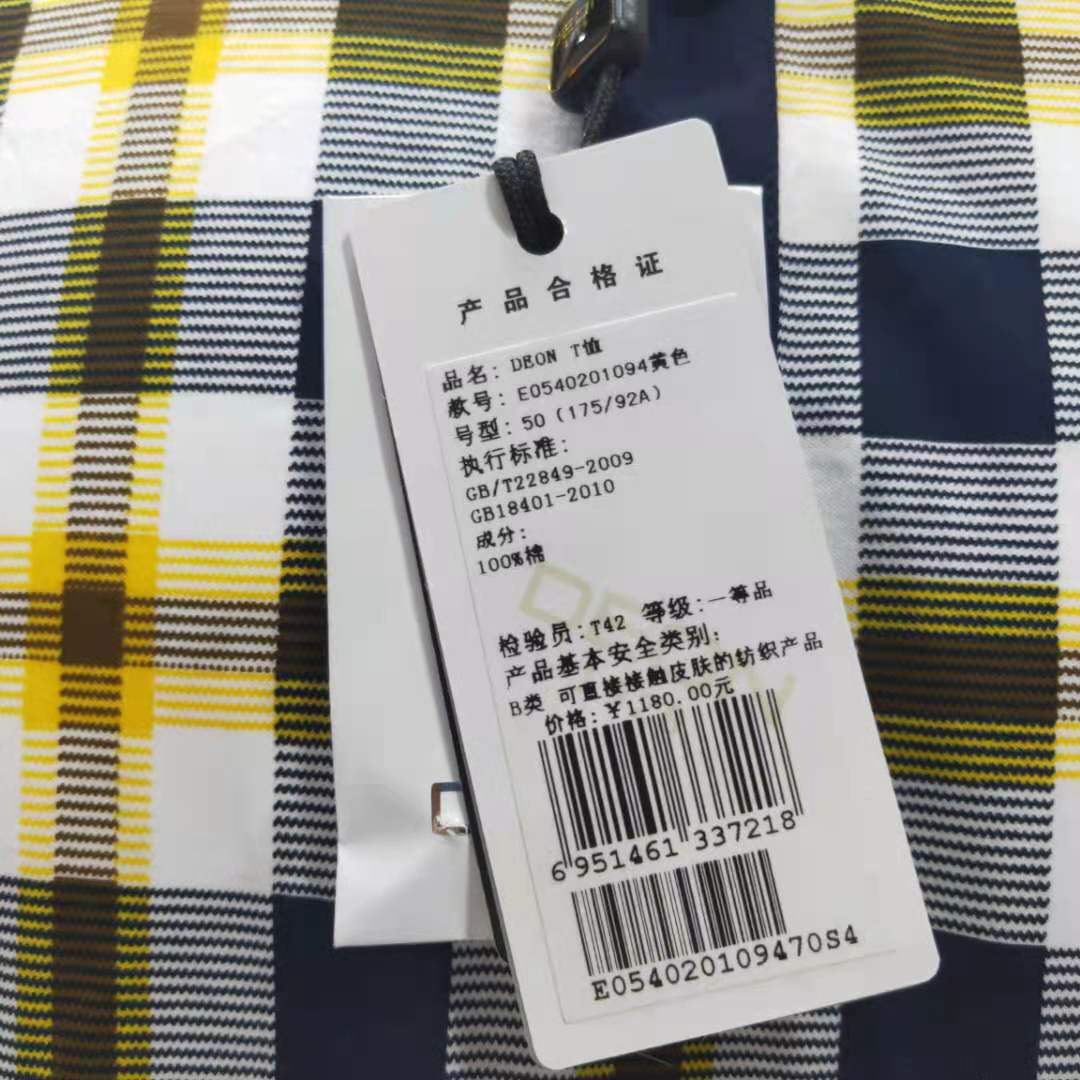 产品合格证
品名: DEON T恤
款号: E0540201094黄色
号型: 50 (175/92A)
执行标准:
GB/T22849-2009
GB18401-2010
成分:
100%棉
检验员: T42 等级: 一等品
产品基本安全类别:
B类 可直接接触皮肤的纺织产品
价格: ¥1180.00元
6 951461 337218
E054020109470S4